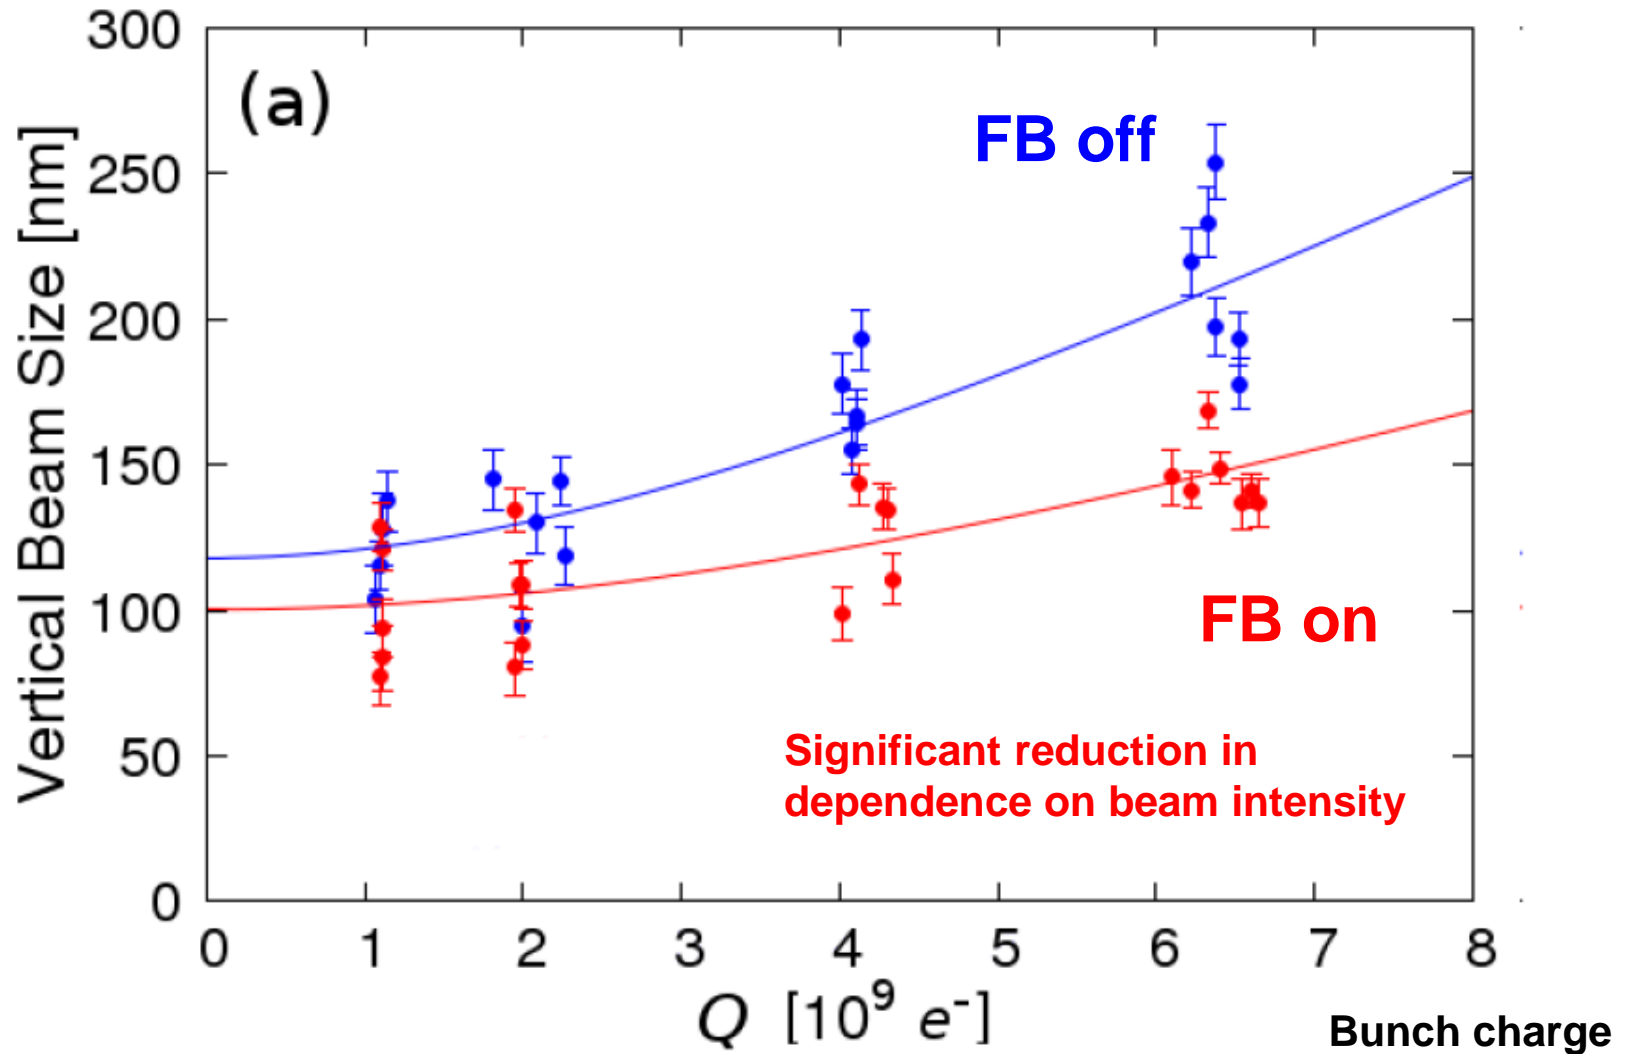 300
(a)
FB off
250
200
150
100
FB on
50
Significant reduction in
dependence on beam intensity
0
0 1 2 3 4 5 6 7 8
Vertical Beam Size [nm]
Q [10⁹ e⁻]
Bunch charge